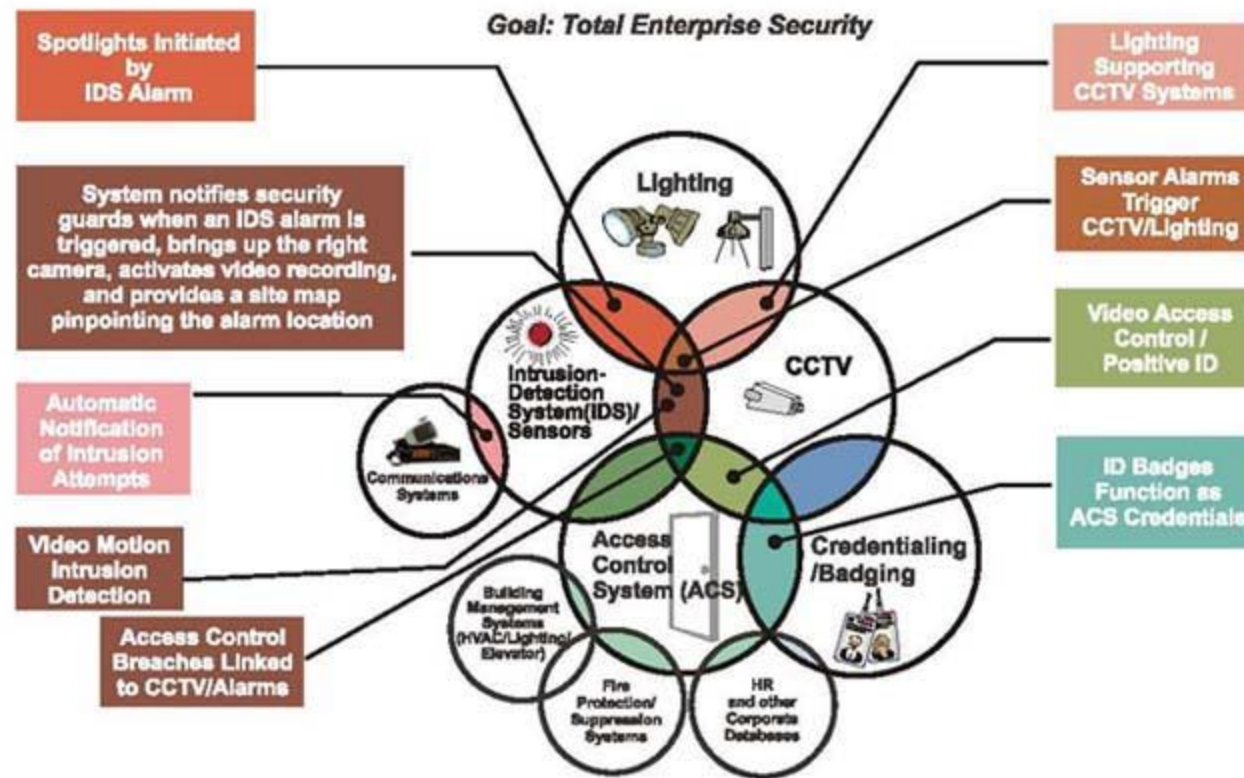 Goal: Total Enterprise Security
Spotlights Initiated
by
IDS Alarm
Lighting
Supporting
CCTV Systems
System notifies security
guards when an IDS alarm is
triggered, brings up the right
camera, activates video recording,
and provides a site map
pinpointing the alarm location
Sensor Alarms
Trigger
CCTV/Lighting
Video Access
Control /
Positive ID
Automatic
Notification
of Intrusion
Attempts
ID Badges
Function as
ACS Credentials
Video Motion
Intrusion
Detection
Access Control
Breaches Linked
to CCTV/Alarms
Lighting
Intrusion-
Detection
System(IDS)/
Sensors
CCTV
Communications
Systems
Access
Control
System (ACS)
Credentialing
/Badging
Building
Management
Systems
(HVAC/Lighting/
Elevator)
Fire
Protection/
Suppression
Systems
HR
and other
Corporate
Databases